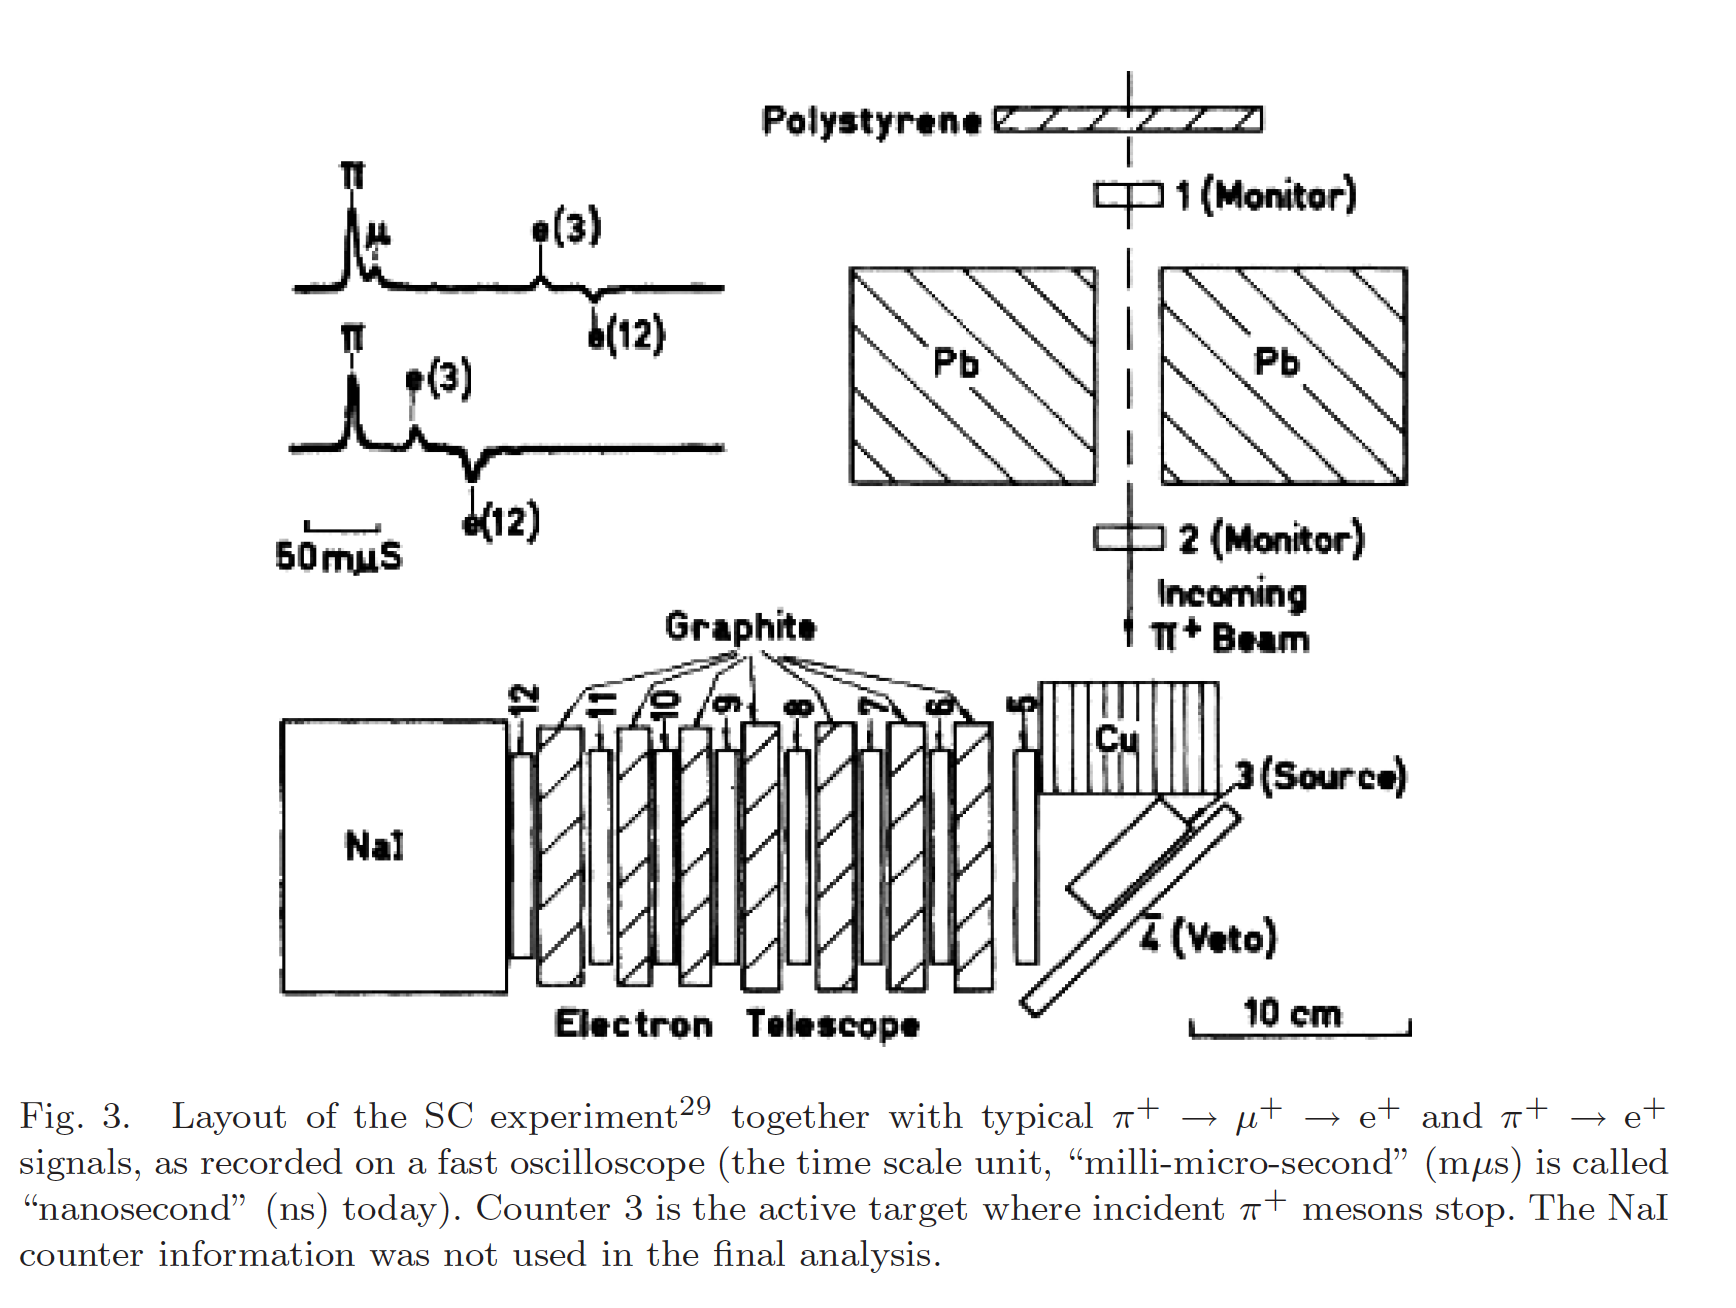 Polystyrene
1 (Monitor)
π
μ
e(3)
e(12)
π
e(3)
e(12)
50mμS
Pb
Pb
2 (Monitor)
Incoming
π+ Beam
Graphite
12
11
10
9
8
7
6
5
Cu
3 (Source)
NaI
4̅ (Veto)
10 cm
Electron Telescope
Fig. 3. Layout of the SC experiment²⁹ together with typical π⁺ → μ⁺ → e⁺ and π⁺ → e⁺
signals, as recorded on a fast oscilloscope (the time scale unit, “milli-micro-second” (mμs) is called
“nanosecond” (ns) today). Counter 3 is the active target where incident π⁺ mesons stop. The NaI
counter information was not used in the final analysis.